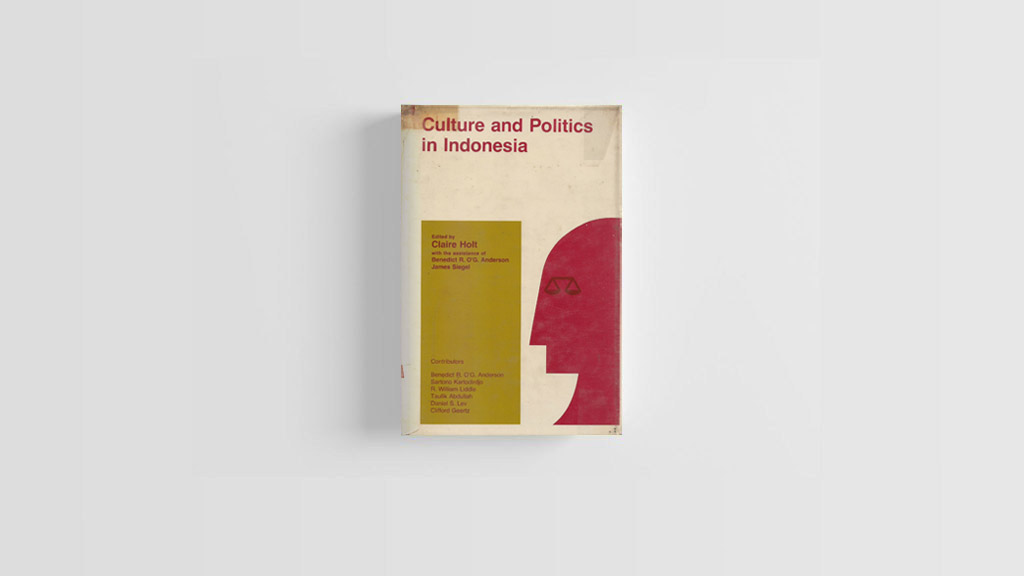 Culture and Politics
in Indonesia
Edited by
Claire Holt
with the assistance of
Benedict R. O'G. Anderson
James Siegel
Contributors
Benedict R. O'G. Anderson
Sartono Kartodirdjo
R. William Liddle
Taufik Abdullah
Daniel S. Lev
Clifford Geertz